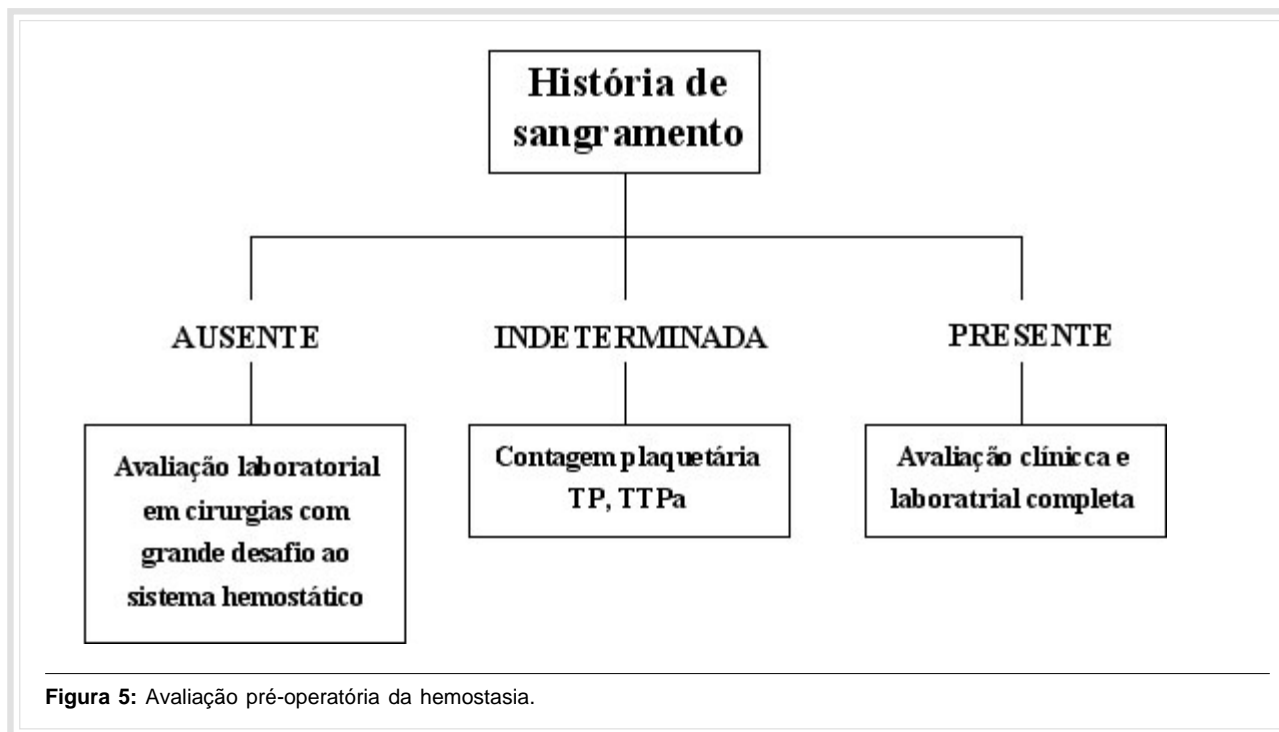 História de
sangramento
AUSENTE
INDETERMINADA
PRESENTE
Avaliação laboratorial
em cirurgias com
grande desafio ao
sistema hemostático
Contagem plaquetária
TP, TTPa
Avaliação clínicca e
laboratrial completa
Figura 5: Avaliação pré-operatória da hemostasia.